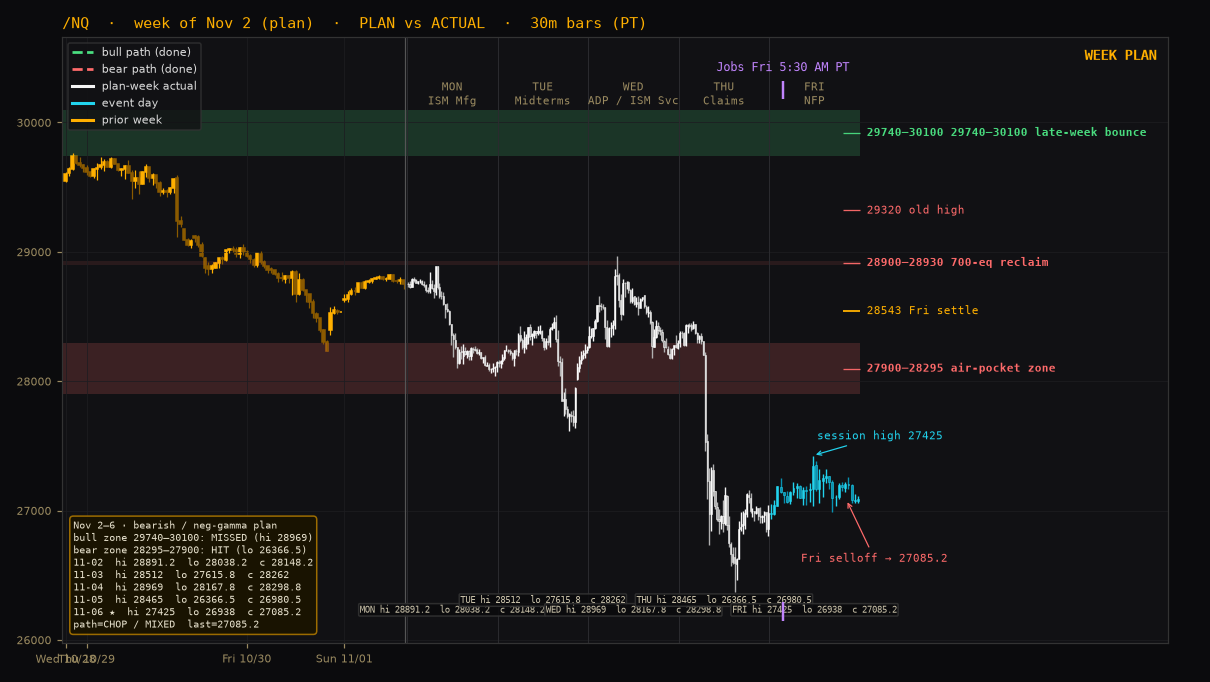 /NQ · week of Nov 2 (plan) · PLAN vs ACTUAL · 30m bars (PT)
WEEK PLAN
bull path (done)
bear path (done)
plan-week actual
event day
prior week
Jobs Fri 5:30 AM PT
MON
ISM Mfg
TUE
Midterms
WED
ADP / ISM Svc
THU
Claims
FRI
NFP
30000
29000
28000
27000
26000
29740–30100 29740–30100 late-week bounce
29320 old high
28900–28930 700-eq reclaim
28543 Fri settle
27900–28295 air-pocket zone
session high 27425
Fri selloff → 27085.2
Nov 2–6 · bearish / neg-gamma plan
bull zone 29740–30100: MISSED (hi 28969)
bear zone 28295–27900: HIT (lo 26366.5)
11-02 hi 28891.2 lo 28038.2 c 28148.2
11-03 hi 28512 lo 27615.8 c 28262
11-04 hi 28969 lo 28167.8 c 28298.8
11-05 hi 28465 lo 26366.5 c 26980.5
11-06 ★ hi 27425 lo 26938 c 27085.2
path=CHOP / MIXED last=27085.2
TUE hi 28512 lo 27615.8 c 28262
THU hi 28465 lo 26366.5 c 26980.5
MON hi 28891.2 lo 28038.2 c 28148.2
WED hi 28969 lo 28167.8 c 28298.8
FRI hi 27425 lo 26938 c 27085.2
Wed 10/28
Thu 10/29
Fri 10/30
Sun 11/01